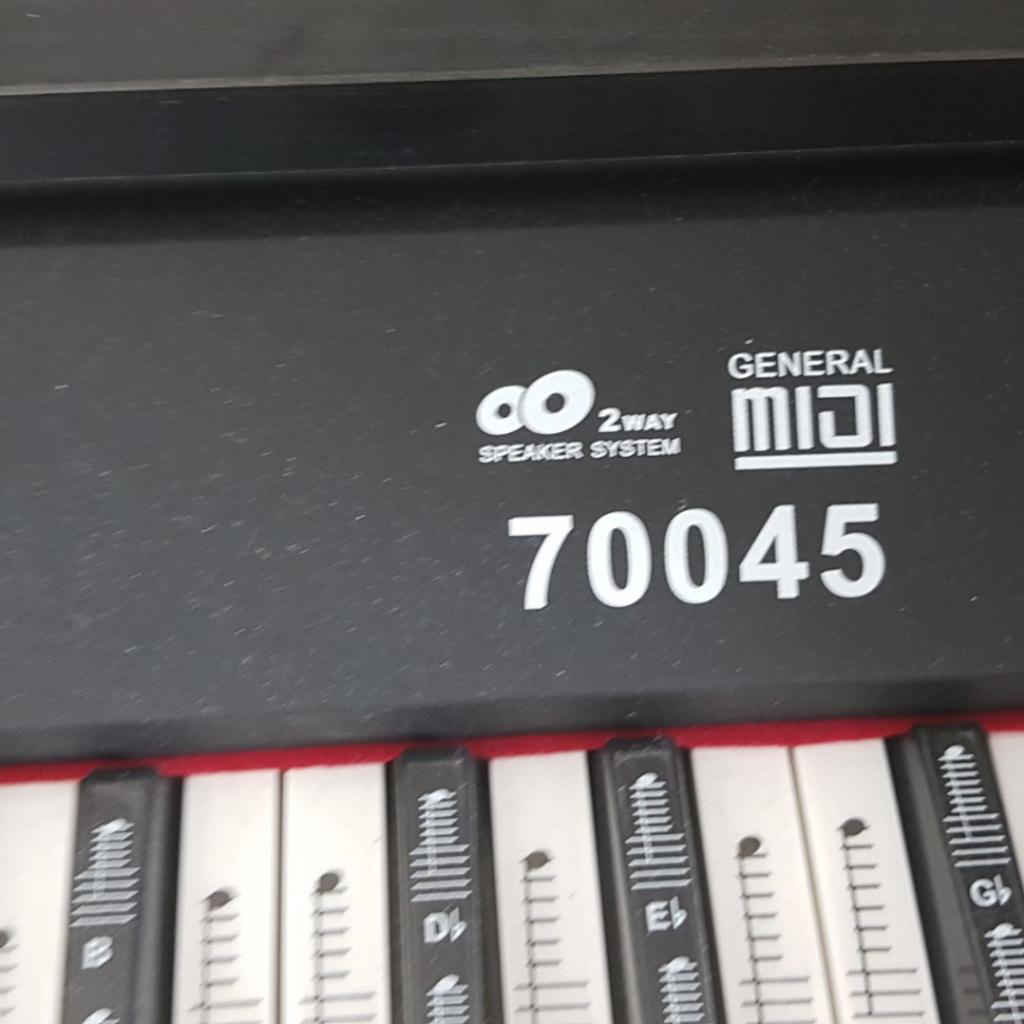 GENERAL
MIDI
2WAY
SPEAKER SYSTEM
70045
B
D♭
E♭
G♭